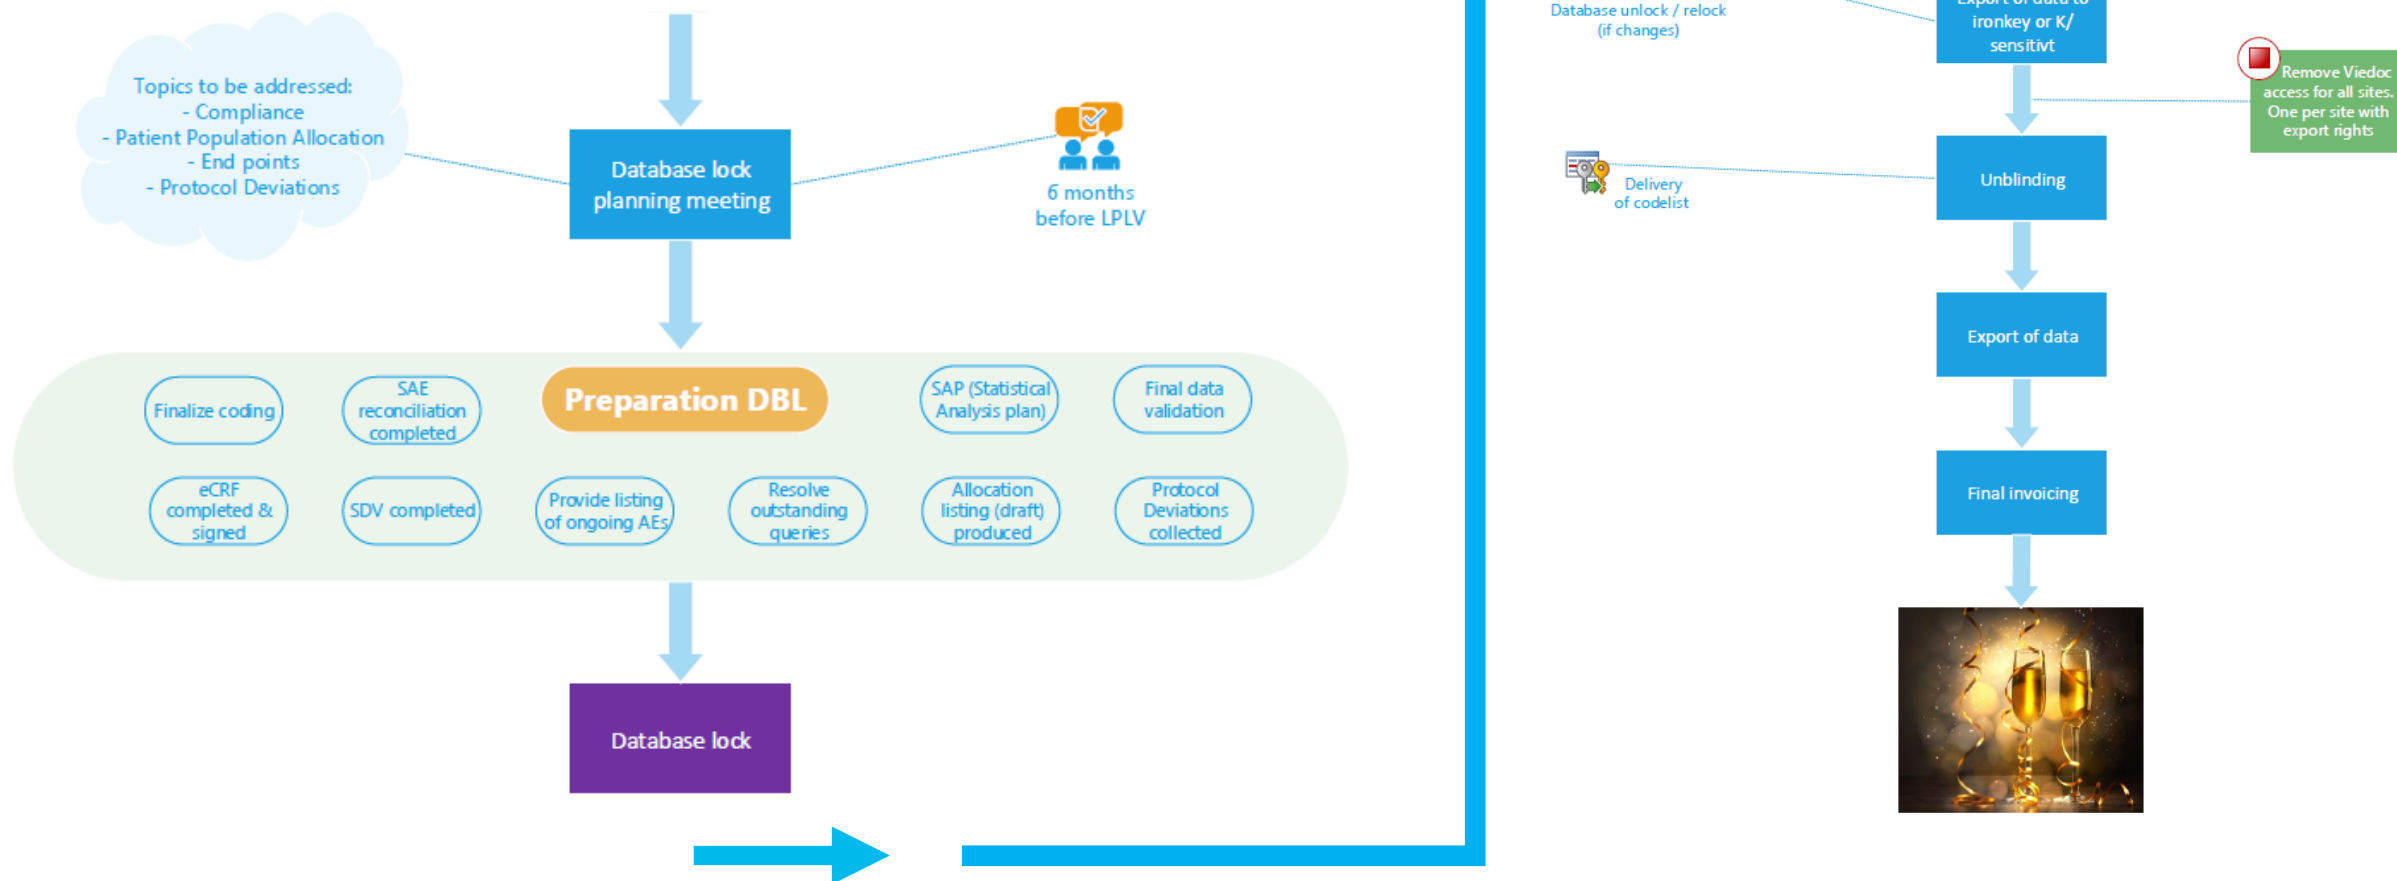 Topics to be addressed:
- Compliance
- Patient Population Allocation
- End points
- Protocol Deviations
Database lock
planning meeting
6 months
before LPLV
Preparation DBL
Finalize coding
SAE
reconciliation
completed
SAP (Statistical
Analysis plan)
Final data
validation
eCRF
completed &
signed
SDV completed
Provide listing
of ongoing AEs
Resolve
outstanding
queries
Allocation
listing (draft)
produced
Protocol
Deviations
collected
Database lock
Database unlock / relock
(if changes)
Export of data to
ironkey or K/
sensitivt
Remove Viedoc
access for all sites.
One per site with
export rights
Delivery
of codelist
Unblinding
Export of data
Final invoicing